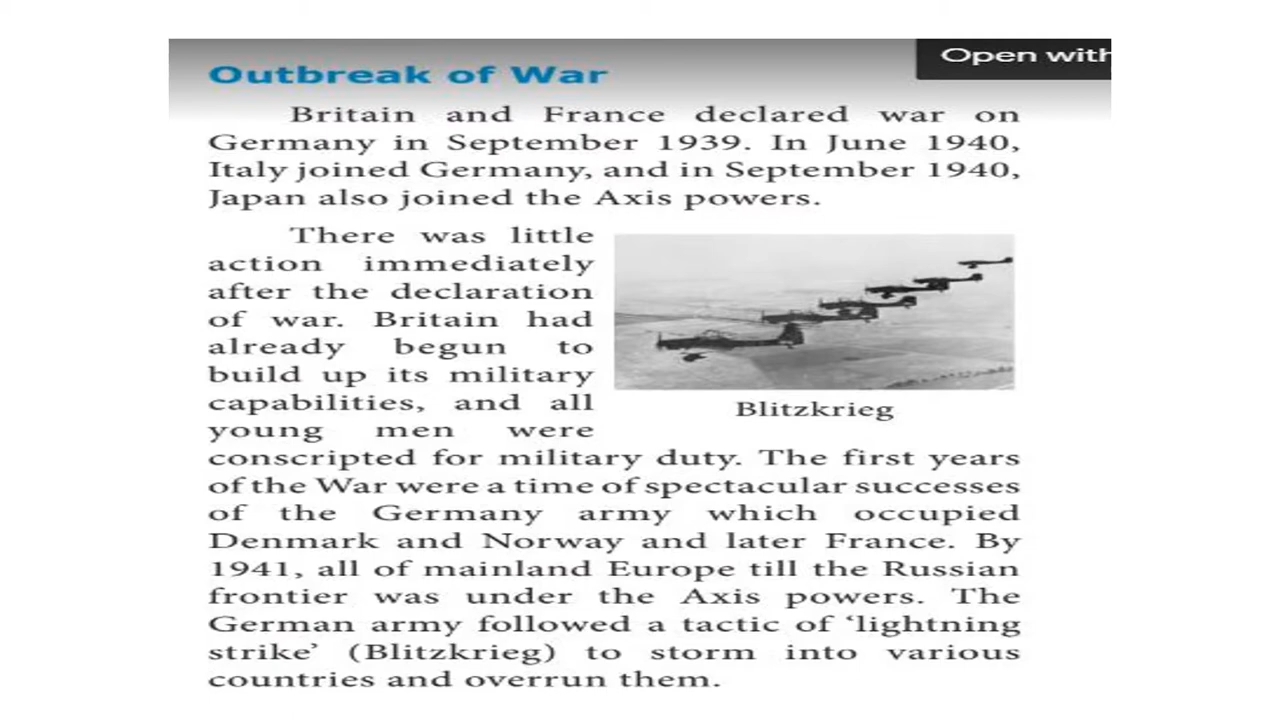 Open with
Outbreak of War
Britain and France declared war on
Germany in September 1939. In June 1940,
Italy joined Germany, and in September 1940,
Japan also joined the Axis powers.
There was little
action immediately
after the declaration
of war. Britain had
already begun to
build up its military
capabilities, and all
young men were
Blitzkrieg
conscripted for military duty. The first years
of the War were a time of spectacular successes
of the Germany army which occupied
Denmark and Norway and later France. By
1941, all of mainland Europe till the Russian
frontier was under the Axis powers. The
German army followed a tactic of ‘lightning
strike’ (Blitzkrieg) to storm into various
countries and overrun them.